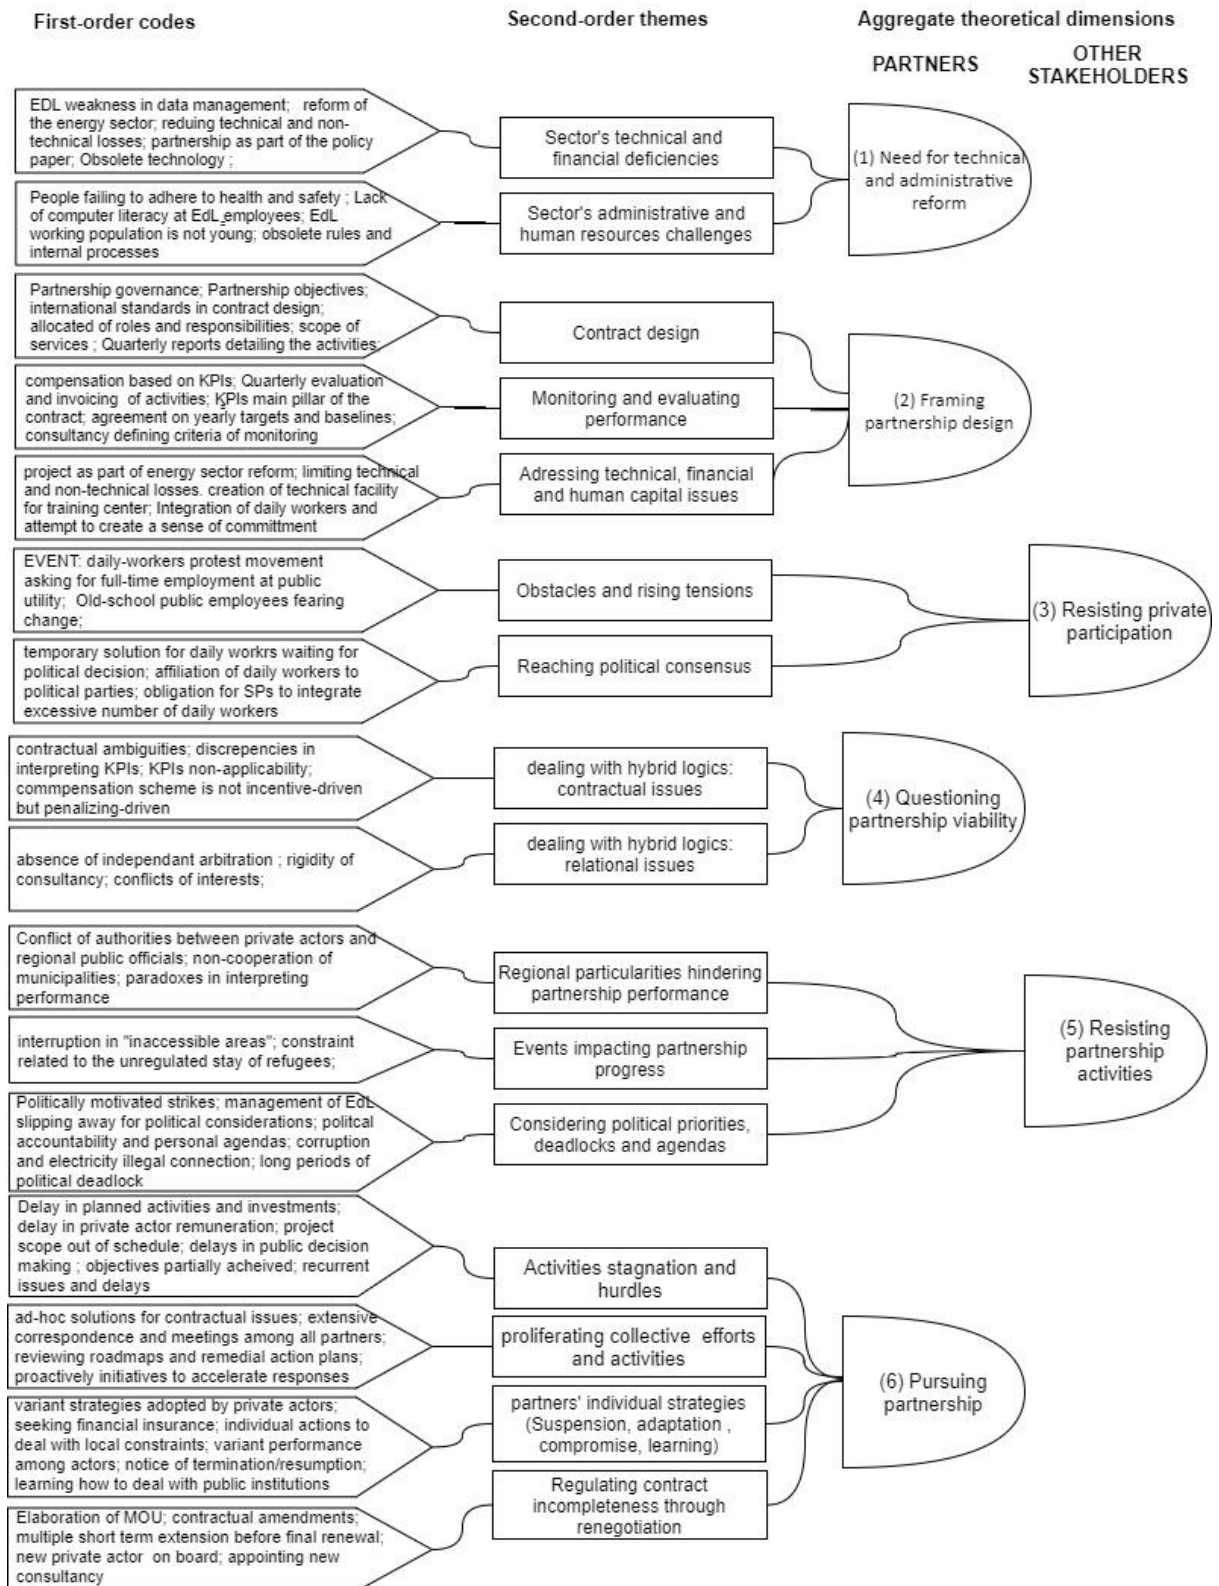 First-order codes
Second-order themes
Aggregate theoretical dimensions
PARTNERS
OTHER
STAKEHOLDERS
EDL weakness in data management; reform of
the energy sector; reduing technical and non-
technical losses; partnership as part of the policy
paper; Obsolete technology ;
Sector's technical and
financial deficiencies
(1) Need for technical
and administrative
reform
People failing to adhere to health and safety ; Lack
of computer literacy at EdL employees; EdL
working population is not young; obsolete rules and
internal processes
Sector's administrative and
human resources challenges
Partnership governance; Partnership objectives;
international standards in contract design;
allocated of roles and responsibilities; scope of
services ; Quarterly reports detailing the activities;
Contract design
compensation based on KPIs; Quarterly evaluation
and invoicing of activities; KPIs main pillar of the
contract; agreement on yearly targets and baselines;
consultancy defining criteria of monitoring
Monitoring and evaluating
performance
(2) Framing
partnership design
project as part of energy sector reform; limiting technical
and non-technical losses. creation of technical facility
for training center; Integration of daily workers and
attempt to create a sense of committment
Adressing technical, financial
and human capital issues
EVENT: daily-workers protest movement
asking for full-time employment at public
utility; Old-school public employees fearing
change;
Obstacles and rising tensions
(3) Resisting private
participation
temporary solution for daily workrs waiting for
political decision; affiliation of daily workers to
political parties; obligation for SPs to integrate
excessive number of daily workers
Reaching political consensus
contractual ambiguities; discrepencies in
interpreting KPIs; KPIs non-applicability;
commpensation scheme is not incentive-driven
but penalizing-driven
dealing with hybrid logics:
contractual issues
(4) Questioning
partnership viability
absence of independant arbitration ; rigidity of
consultancy; conflicts of interests;
dealing with hybrid logics:
relational issues
Conflict of authorities between private actors and
regional public officials; non-cooperation of
municipalities; paradoxes in interpreting
performance
Regional particularities hindering
partnership performance
interruption in "inaccessible areas"; constraint
related to the unregulated stay of refugees;
Events impacting partnership
progress
(5) Resisting
partnership
activities
Politically motivated strikes; management of EdL
slipping away for political considerations; politcal
accountability and personal agendas; corruption
and electricity illegal connection; long periods of
political deadlock
Considering political priorities,
deadlocks and agendas
Delay in planned activities and investments;
delay in private actor remuneration; project
scope out of schedule; delays in public decision
making ; objectives partially acheived; recurrent
issues and delays
Activities stagnation and
hurdles
ad-hoc solutions for contractual issues; extensive
correspondence and meetings among all partners;
reviewing roadmaps and remedial action plans;
proactively initiatives to accelerate responses
proliferating collective efforts
and activities
(6) Pursuing
partnership
variant strategies adopted by private actors;
seeking financial insurance; individual actions to
deal with local constraints; variant performance
among actors; notice of termination/resumption;
learning how to deal with public institutions
partners' individual strategies
(Suspension, adaptation ,
compromise, learning)
Elaboration of MOU; contractual amendments;
multiple short term extension before final renewal;
new private actor on board; appointing new
consultancy
Regulating contract
incompleteness through
renegotiation